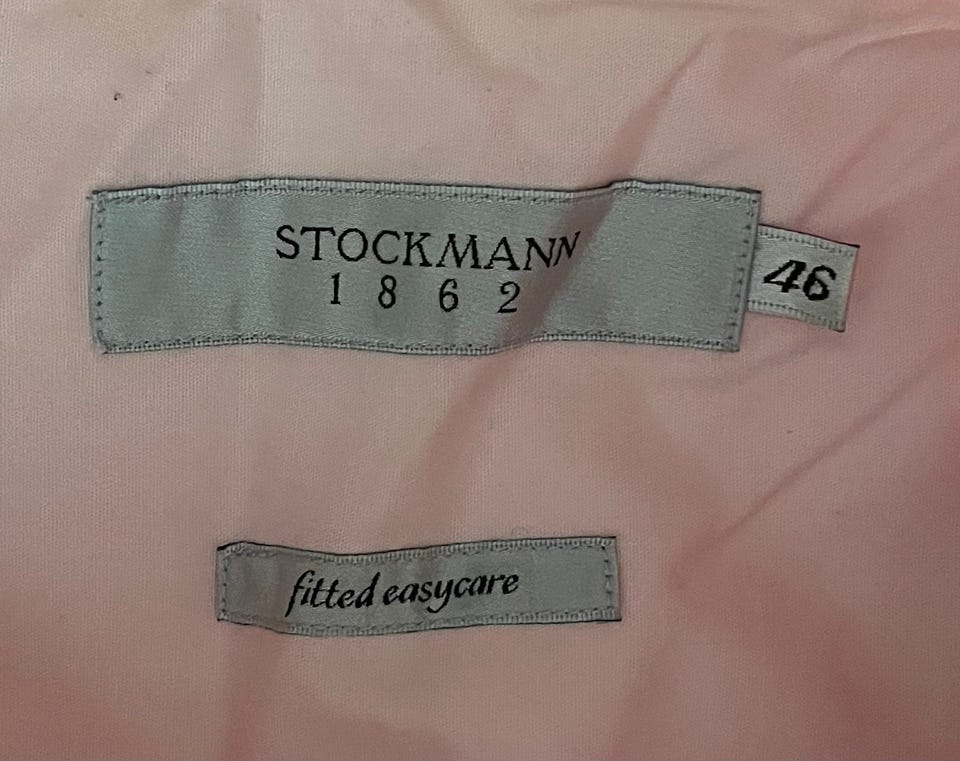 STOCKMANN
1 8 6 2
46
fitted easycare